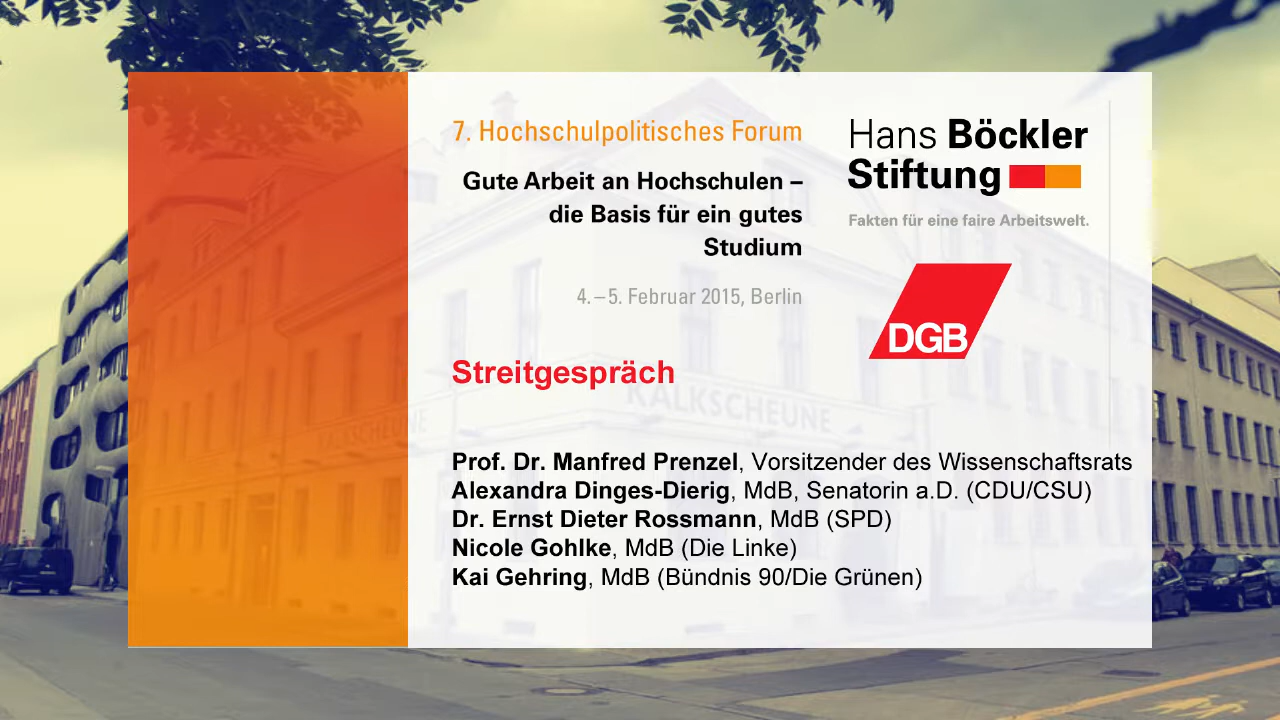 7. Hochschulpolitisches Forum
Gute Arbeit an Hochschulen –
die Basis für ein gutes
Studium
4. – 5. Februar 2015, Berlin
Hans Böckler
Stiftung
Fakten für eine faire Arbeitswelt.
DGB
Streitgespräch
KALKSCHEUNE
KALKSCHEUNE
Prof. Dr. Manfred Prenzel, Vorsitzender des Wissenschaftsrats
Alexandra Dinges-Dierig, MdB, Senatorin a.D. (CDU/CSU)
Dr. Ernst Dieter Rossmann, MdB (SPD)
Nicole Gohlke, MdB (Die Linke)
Kai Gehring, MdB (Bündnis 90/Die Grünen)